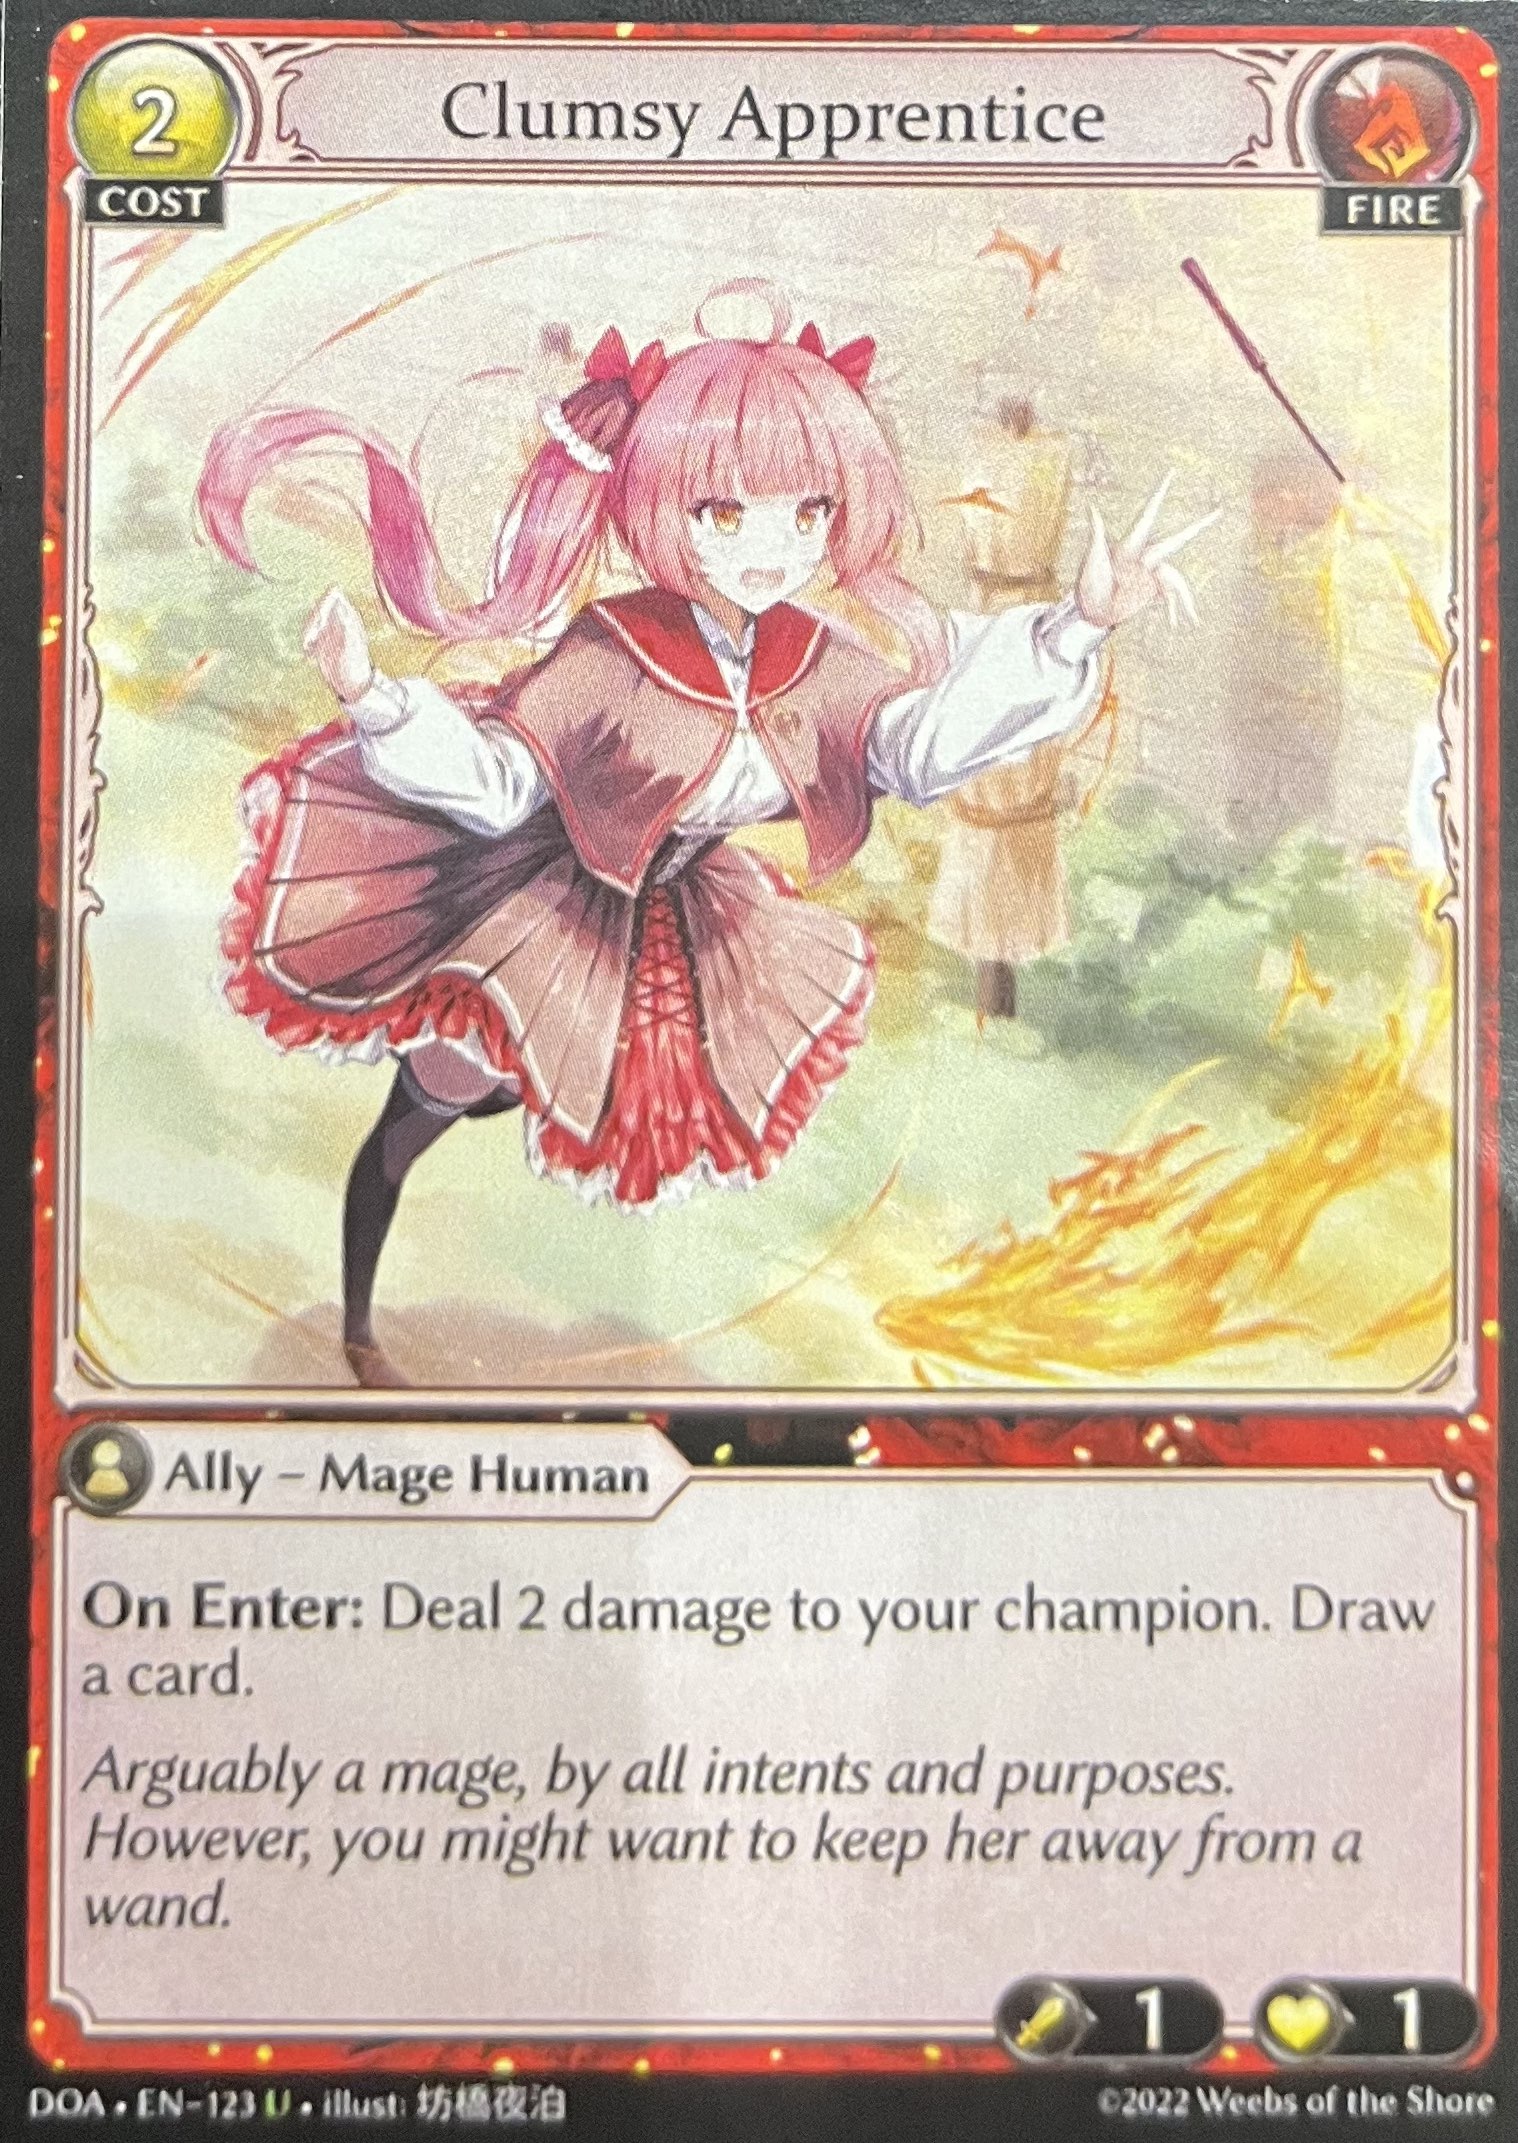 2
Clumsy Apprentice
COST
FIRE
Ally – Mage Human
On Enter: Deal 2 damage to your champion. Draw
a card.
Arguably a mage, by all intents and purposes.
However, you might want to keep her away from a
wand.
1
1
DOA • EN-123 U • illust: 坊橋夜泊
©2022 Weebs of the Shore